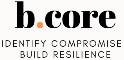 b.core
IDENTIFY COMPROMISE
BUILD RESILIENCE